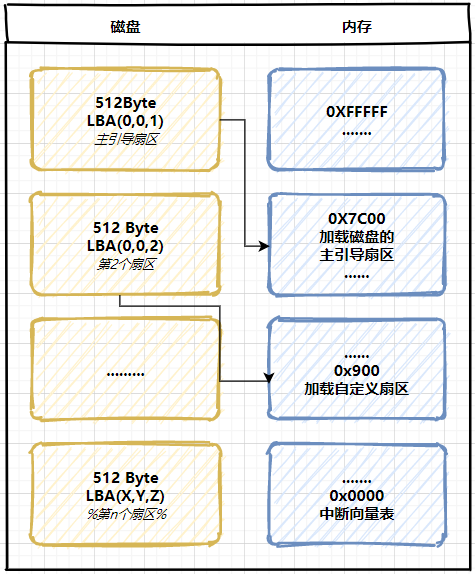 磁盘
内存
512Byte
LBA(0,0,1)
主引导扇区
0XFFFFF
.......
512 Byte
LBA(0,0,2)
第2个扇区
0X7C00
加载磁盘的
主引导扇区
......
.........
......
0x900
加载自定义扇区
512 Byte
LBA(X,Y,Z)
%第n个扇区%
.......
0x0000
中断向量表